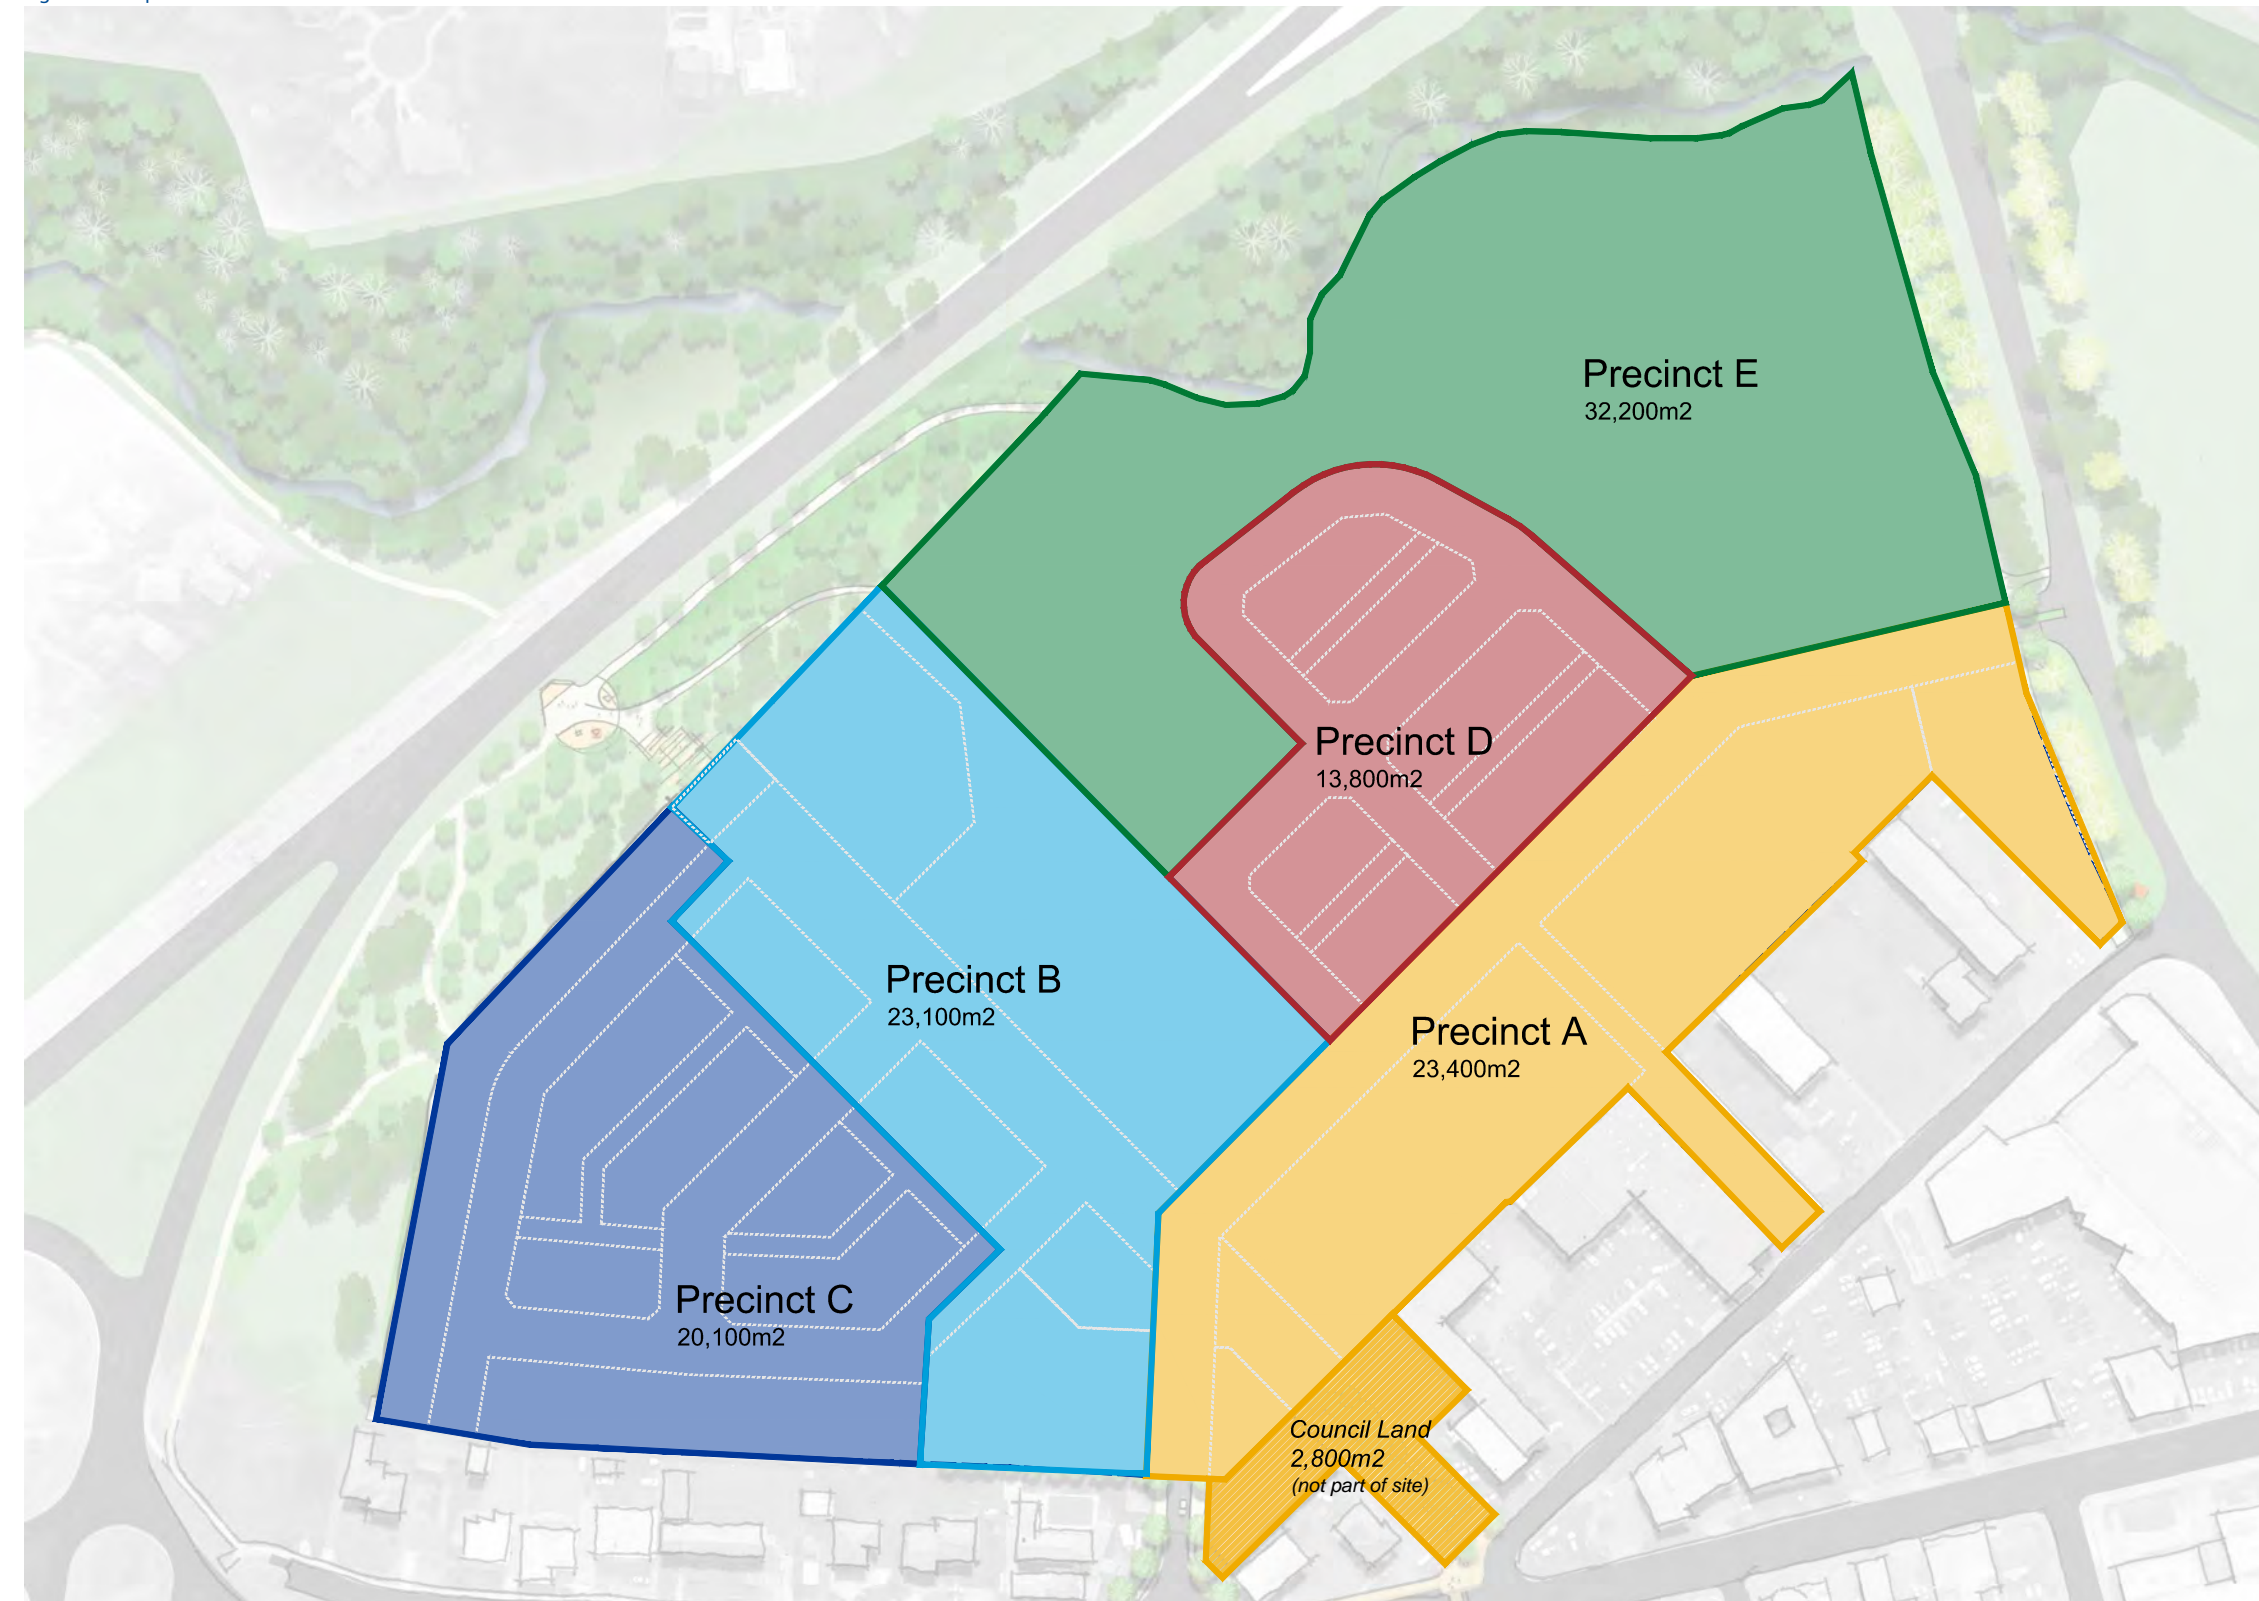 Precinct E
32,200m2
Precinct D
13,800m2
Precinct B
23,100m2
Precinct A
23,400m2
Precinct C
20,100m2
Council Land
2,800m2
(not part of site)